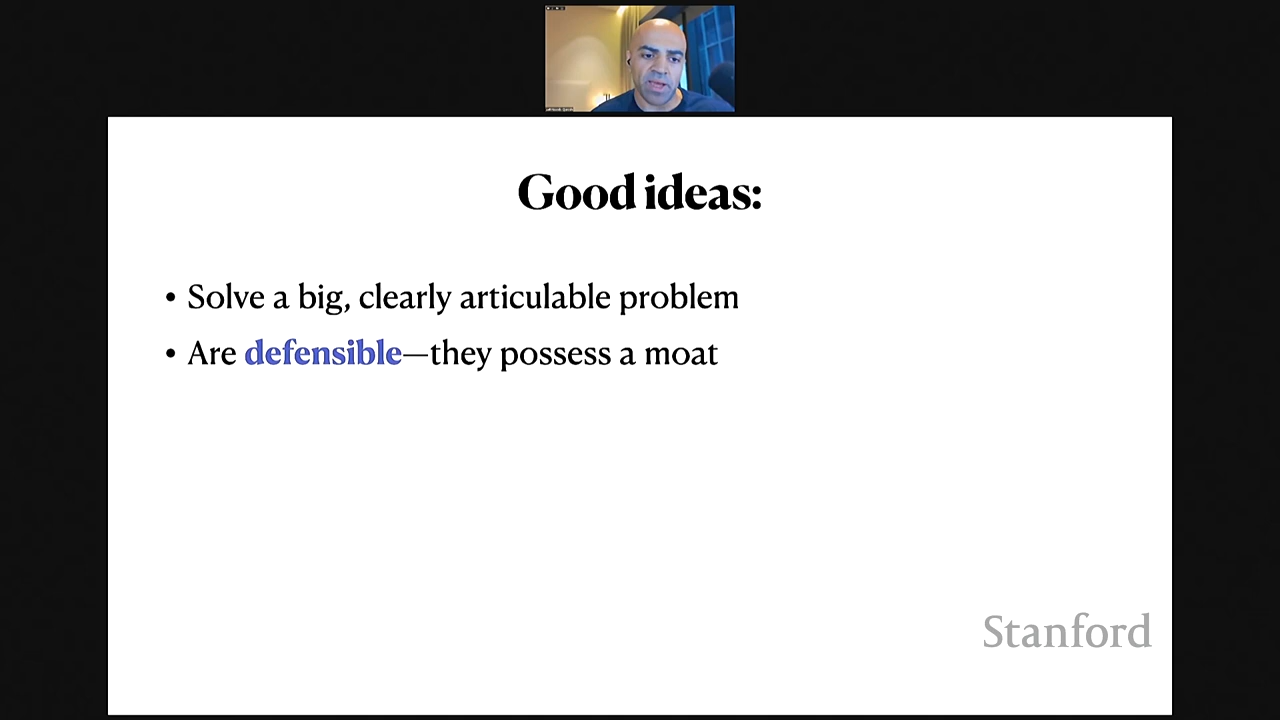 Good ideas:
• Solve a big, clearly articulable problem
• Are defensible—they possess a moat
Stanford